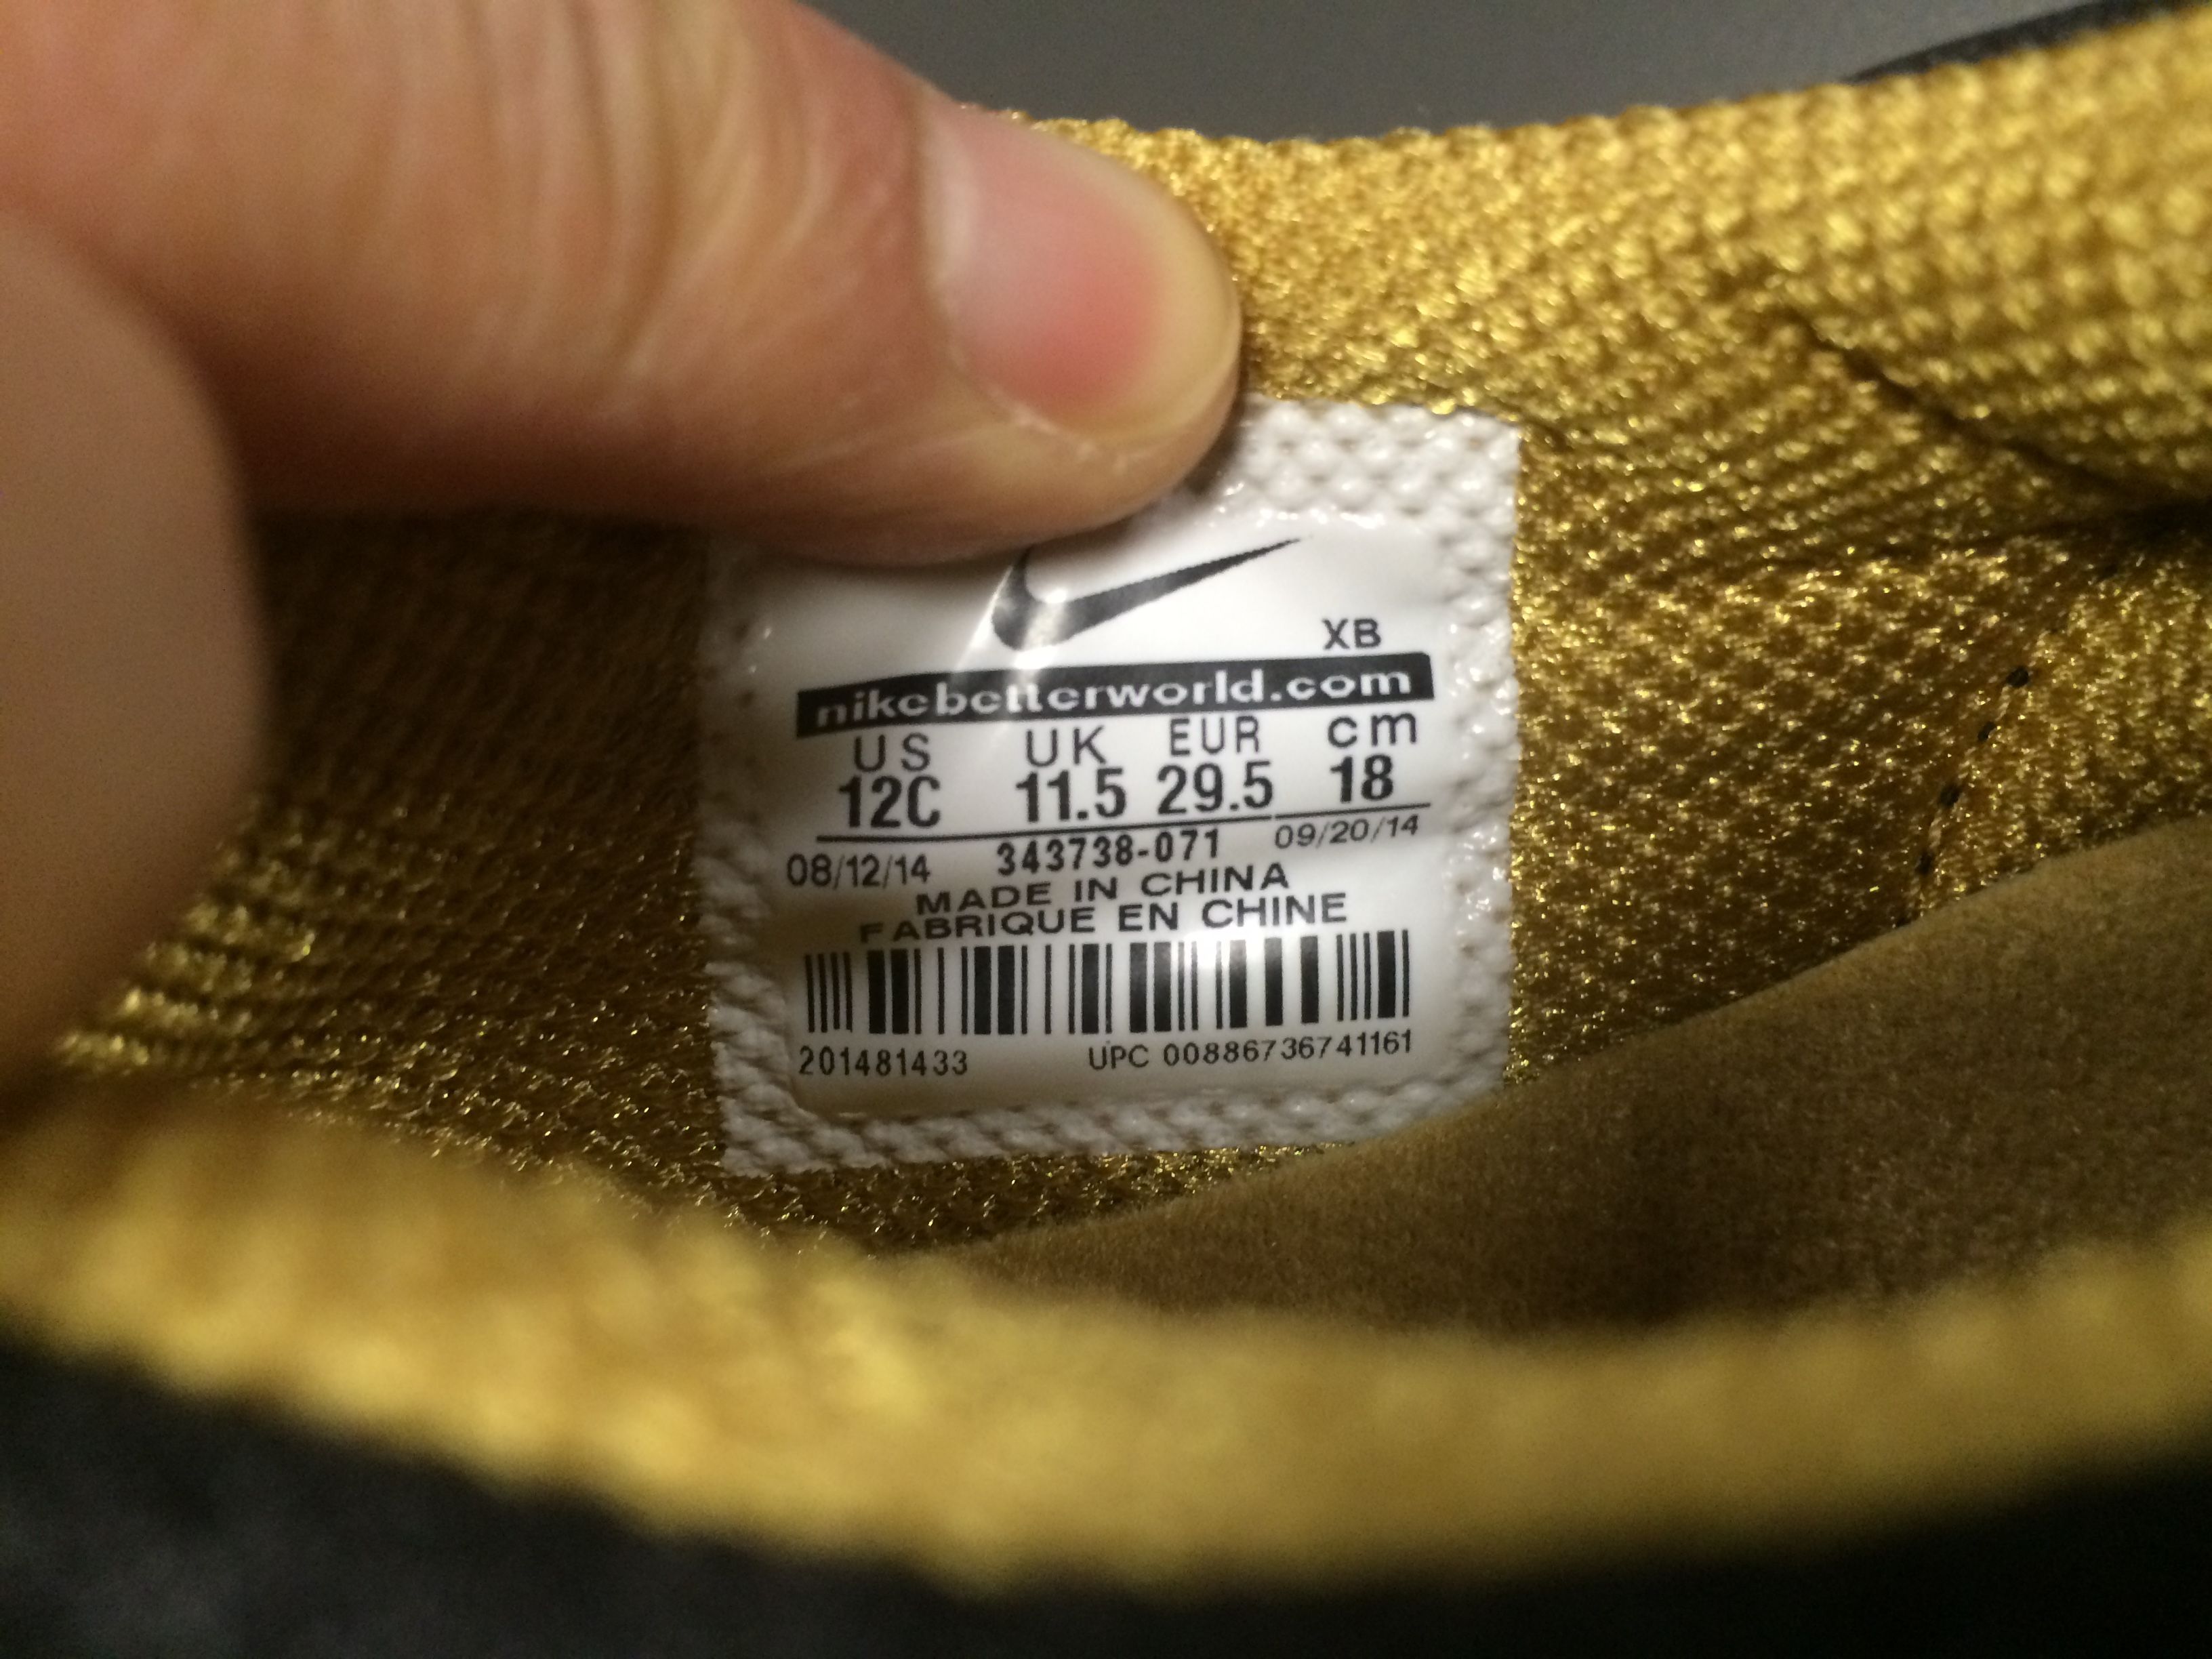 XB
nikebetterworld.com
US UK EUR cm
12C 11.5 29.5 18
08/12/14 343738-071 09/20/14
MADE IN CHINA
FABRIQUE EN CHINE
201481433 UPC 00886736741161